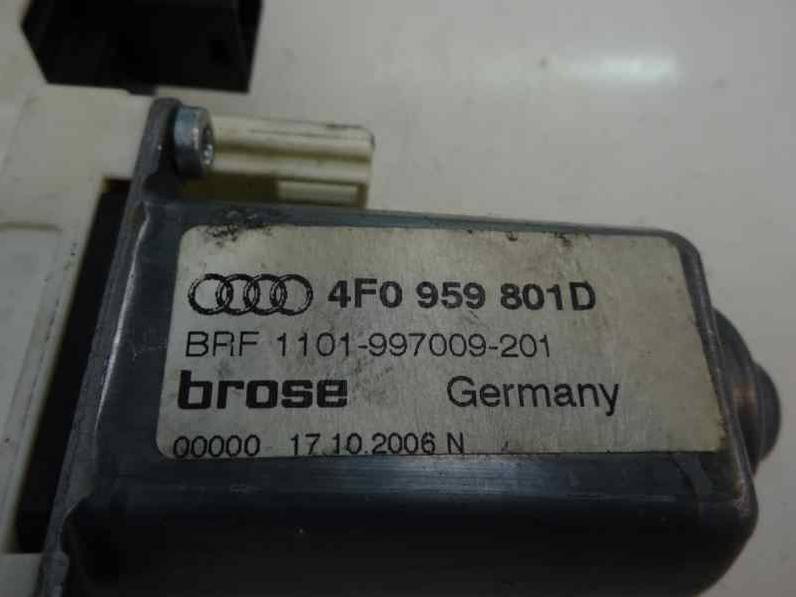 4F0 959 801D
BRF 1101-997009-201
brose Germany
00000 17.10.2006 N